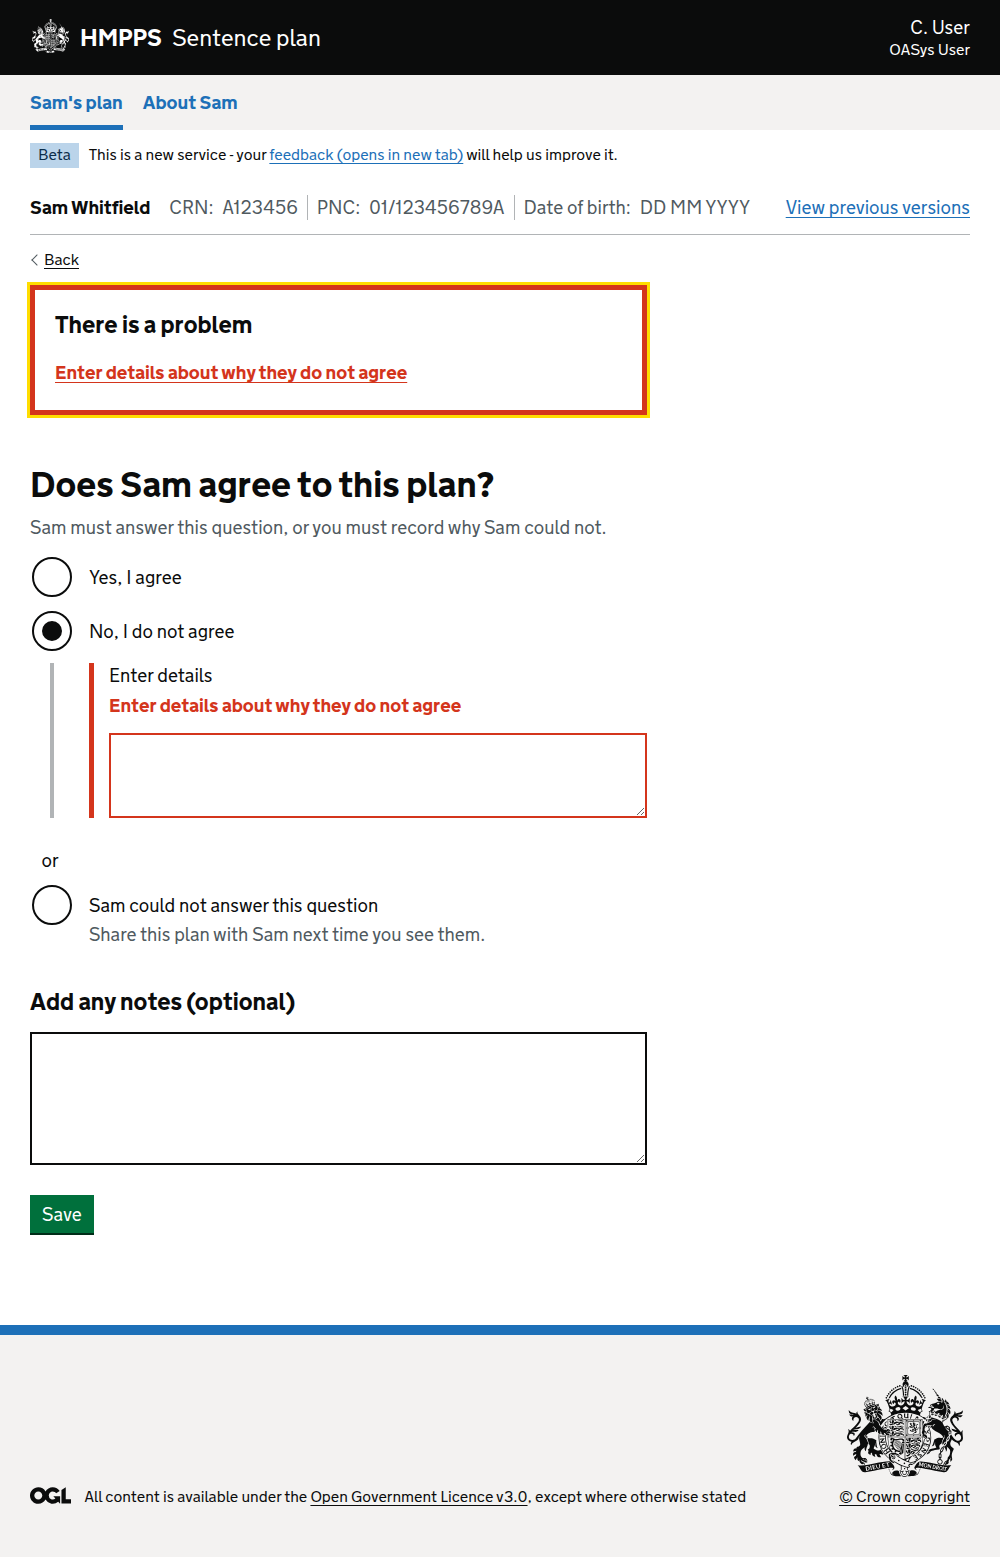 HMPPS Sentence plan
C. User
OASys User
Sam's plan About Sam
Beta This is a new service - your feedback (opens in new tab) will help us improve it.
Sam Whitfield CRN: A123456 PNC: 01/123456789A Date of birth: DD MM YYYY View previous versions
Back
There is a problem
Enter details about why they do not agree
Does Sam agree to this plan?
Sam must answer this question, or you must record why Sam could not.
Yes, I agree
No, I do not agree
Enter details
Enter details about why they do not agree
or
Sam could not answer this question
Share this plan with Sam next time you see them.
Add any notes (optional)
Save
OGL All content is available under the Open Government Licence v3.0, except where otherwise stated
© Crown copyright